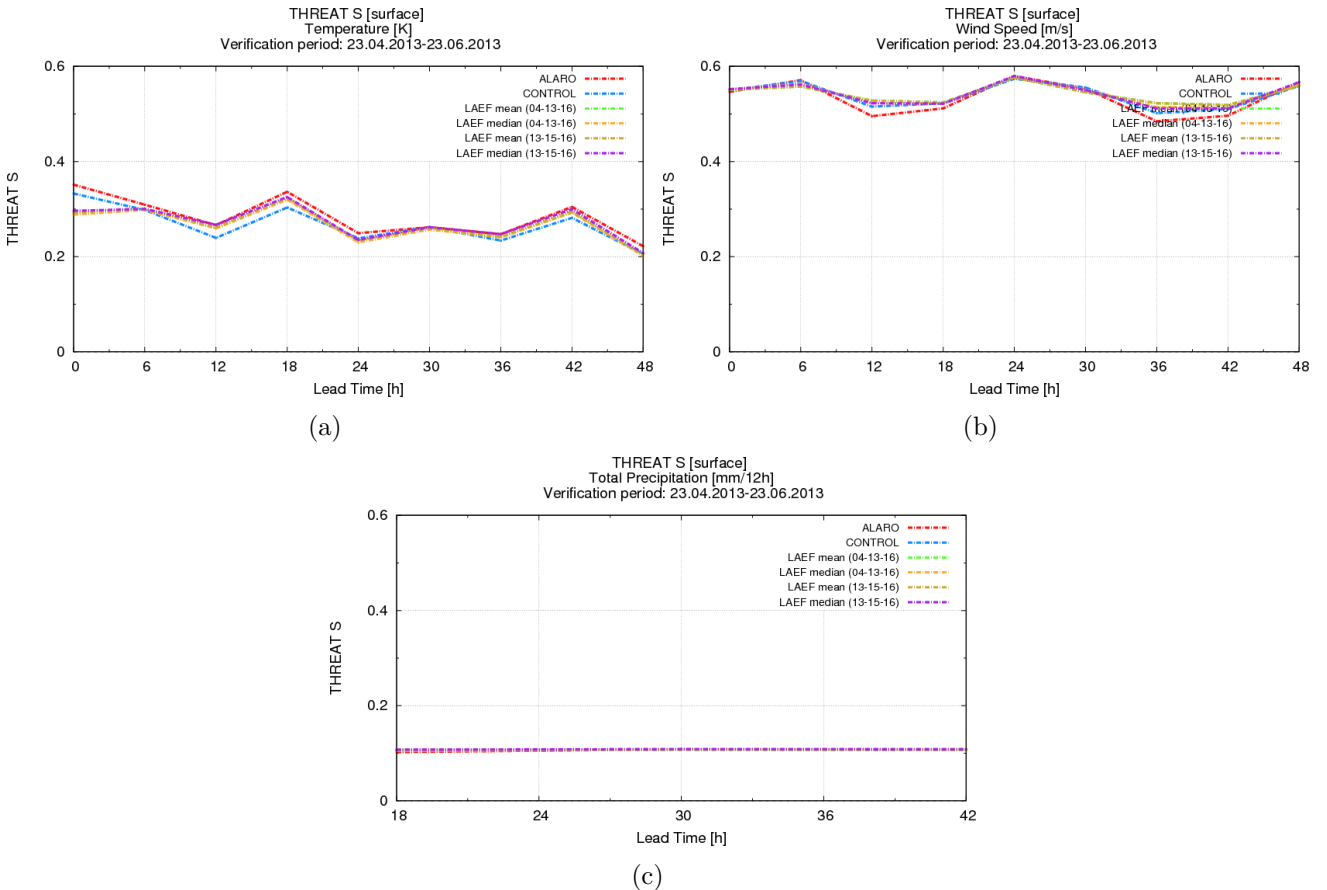 THREAT S [surface]
Temperature [K]
Verification period: 23.04.2013-23.06.2013
0.6
ALARO
CONTROL
LAEF mean (04-13-16)
LAEF median (04-13-16)
LAEF mean (13-15-16)
LAEF median (13-15-16)
0.4
THREAT S
0.2
0
0 6 12 18 24 30 36 42 48
Lead Time [h]
(a)
THREAT S [surface]
Wind Speed [m/s]
Verification period: 23.04.2013-23.06.2013
0.6
ALARO
CONTROL
LAEF mean (04-13-16)
LAEF median (04-13-16)
LAEF mean (13-15-16)
LAEF median (13-15-16)
0.4
THREAT S
0.2
0
0 6 12 18 24 30 36 42 48
Lead Time [h]
(b)
THREAT S [surface]
Total Precipitation [mm/12h]
Verification period: 23.04.2013-23.06.2013
0.6
ALARO
CONTROL
LAEF mean (04-13-16)
LAEF median (04-13-16)
LAEF mean (13-15-16)
LAEF median (13-15-16)
0.4
THREAT S
0.2
0
18 24 30 36 42
Lead Time [h]
(c)